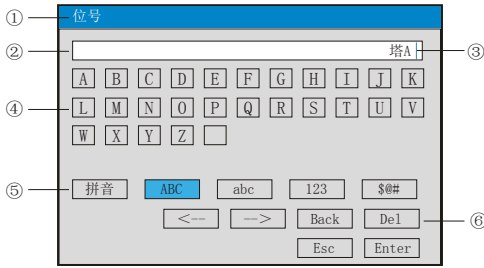 ① 位号
② 塔A ③
A B C D E F G H I J K
④ L M N O P Q R S T U V
W X Y Z
⑤ 拼音 ABC abc 123 $@#
<-- --> Back Del ⑥
Esc Enter